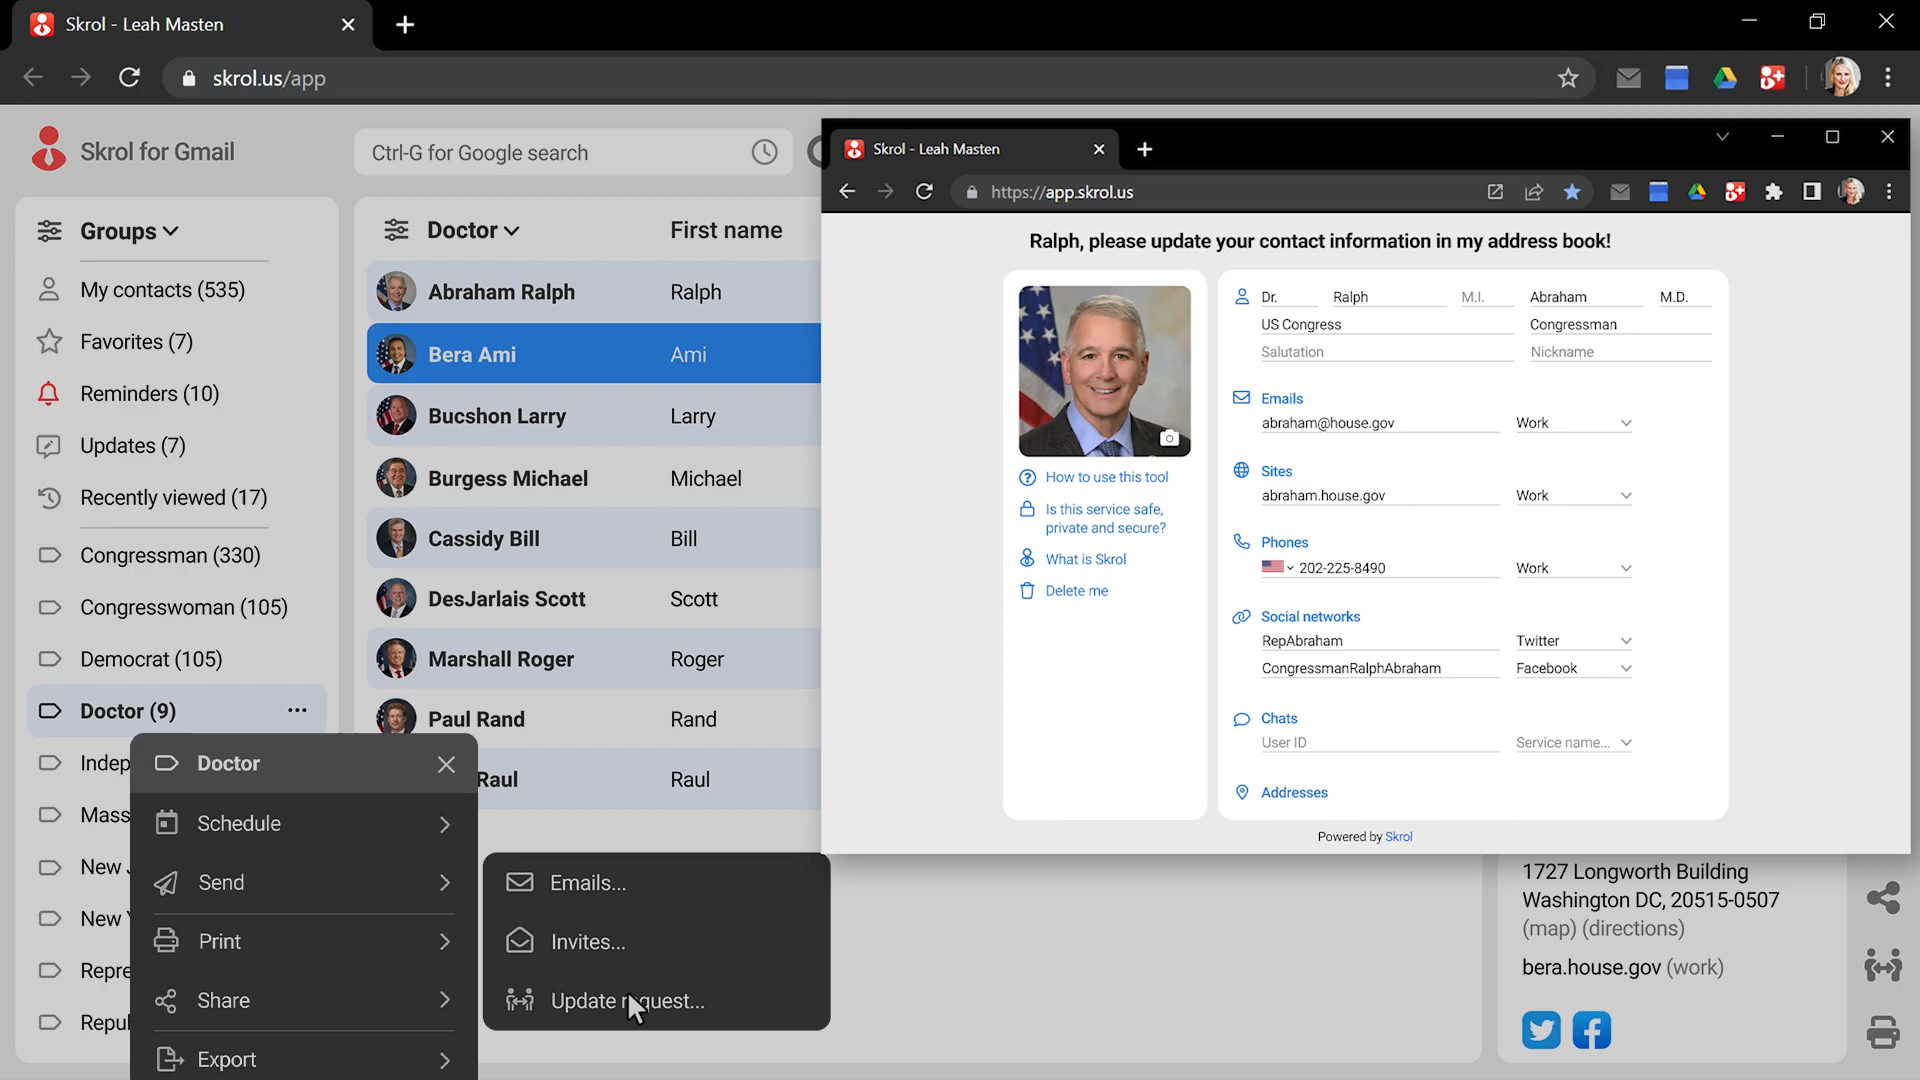 Skrol - Leah Masten
skrol.us/app
Skrol for Gmail
Ctrl-G for Google search
Groups
My contacts (535)
Favorites (7)
Reminders (10)
Updates (7)
Recently viewed (17)
Congressman (330)
Congresswoman (105)
Democrat (105)
Doctor (9)
Indep
Mass
New
New
Repre
Repu
Doctor First name
Abraham Ralph Ralph
Bera Ami Ami
Bucshon Larry Larry
Burgess Michael Michael
Cassidy Bill Bill
DesJarlais Scott Scott
Marshall Roger Roger
Paul Rand Rand
Raul Raul
Doctor
Schedule
Send
Print
Share
Export
Emails...
Invites...
Update request...
Skrol - Leah Masten
https://app.skrol.us
Ralph, please update your contact information in my address book!
How to use this tool
Is this service safe,
private and secure?
What is Skrol
Delete me
Dr. Ralph M.I. Abraham M.D.
US Congress Congressman
Salutation Nickname
Emails
abraham@house.gov Work
Sites
abraham.house.gov Work
Phones
202-225-8490 Work
Social networks
RepAbraham Twitter
CongressmanRalphAbraham Facebook
Chats
User ID Service name...
Addresses
Powered by Skrol
1727 Longworth Building
Washington DC, 20515-0507
(map) (directions)
bera.house.gov (work)